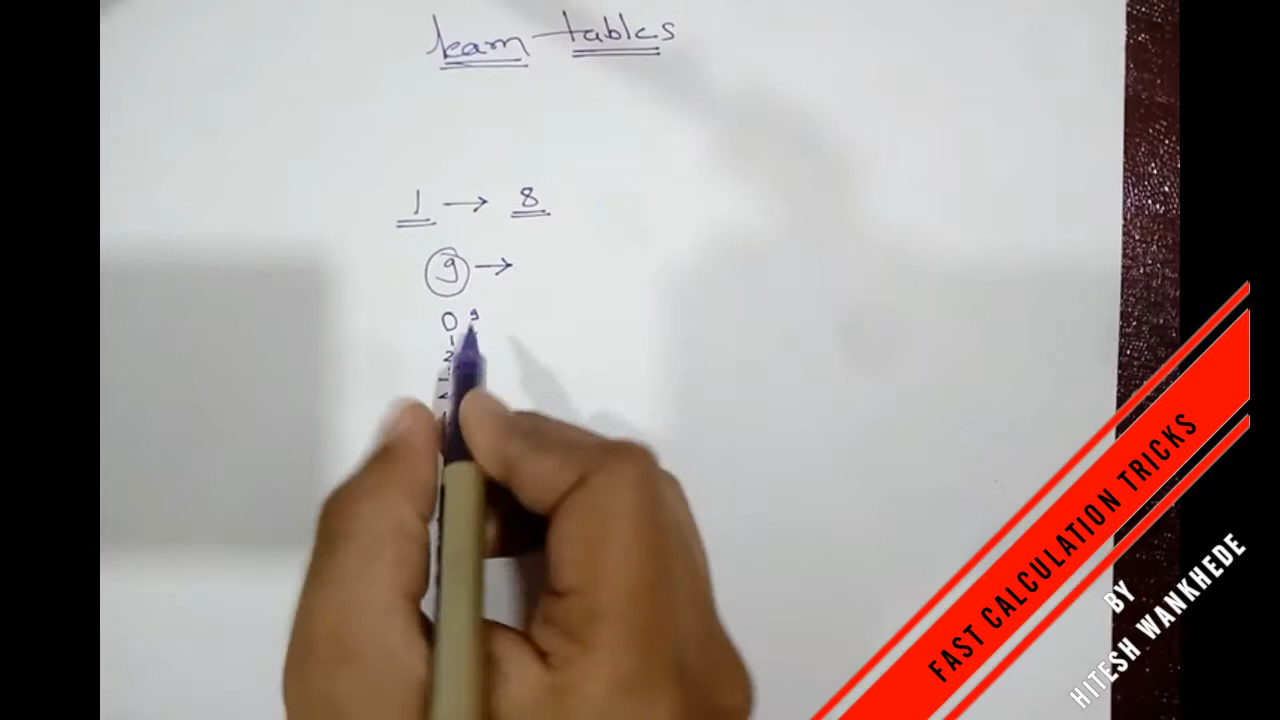 learn tables
1 → 8
9 →
0 9
1
2
FAST CALCULATION TRICKS
BY
HITESH WANKHEDE